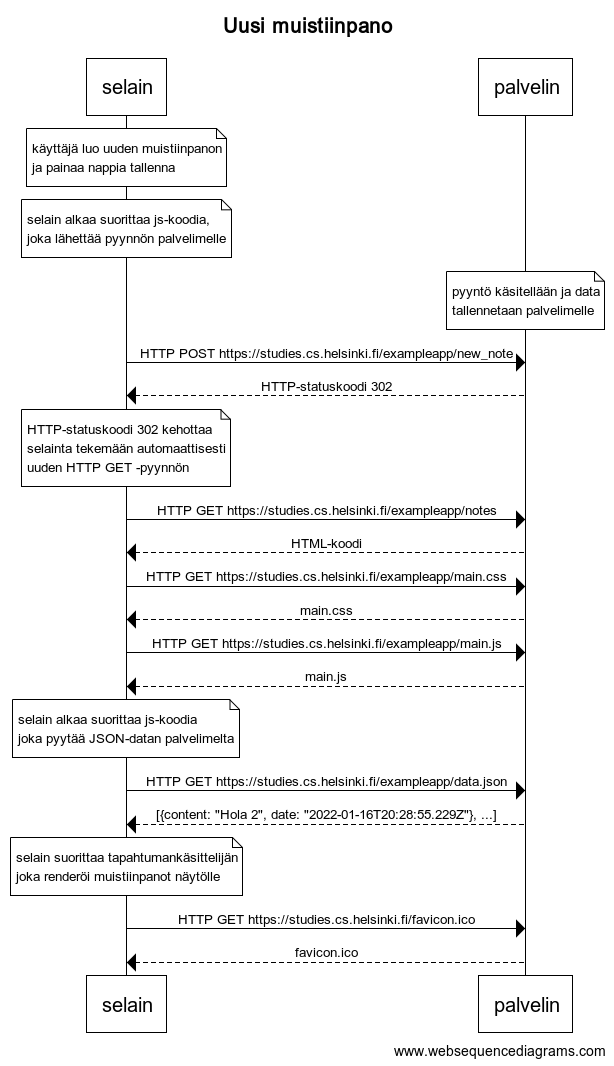 Uusi muistiinpano
selain
palvelin
käyttäjä luo uuden muistiinpanon
ja painaa nappia tallenna
selain alkaa suorittaa js-koodia,
joka lähettää pyynnön palvelimelle
pyyntö käsitellään ja data
tallennetaan palvelimelle
HTTP POST https://studies.cs.helsinki.fi/exampleapp/new_note
HTTP-statuskoodi 302
HTTP-statuskoodi 302 kehottaa
selainta tekemään automaattisesti
uuden HTTP GET -pyynnön
HTTP GET https://studies.cs.helsinki.fi/exampleapp/notes
HTML-koodi
HTTP GET https://studies.cs.helsinki.fi/exampleapp/main.css
main.css
HTTP GET https://studies.cs.helsinki.fi/exampleapp/main.js
main.js
selain alkaa suorittaa js-koodia
joka pyytää JSON-datan palvelimelta
HTTP GET https://studies.cs.helsinki.fi/exampleapp/data.json
[{content: "Hola 2", date: "2022-01-16T20:28:55.229Z"}, ...]
selain suorittaa tapahtumankäsittelijän
joka renderöi muistiinpanot näytölle
HTTP GET https://studies.cs.helsinki.fi/favicon.ico
favicon.ico
selain
palvelin
www.websequencediagrams.com